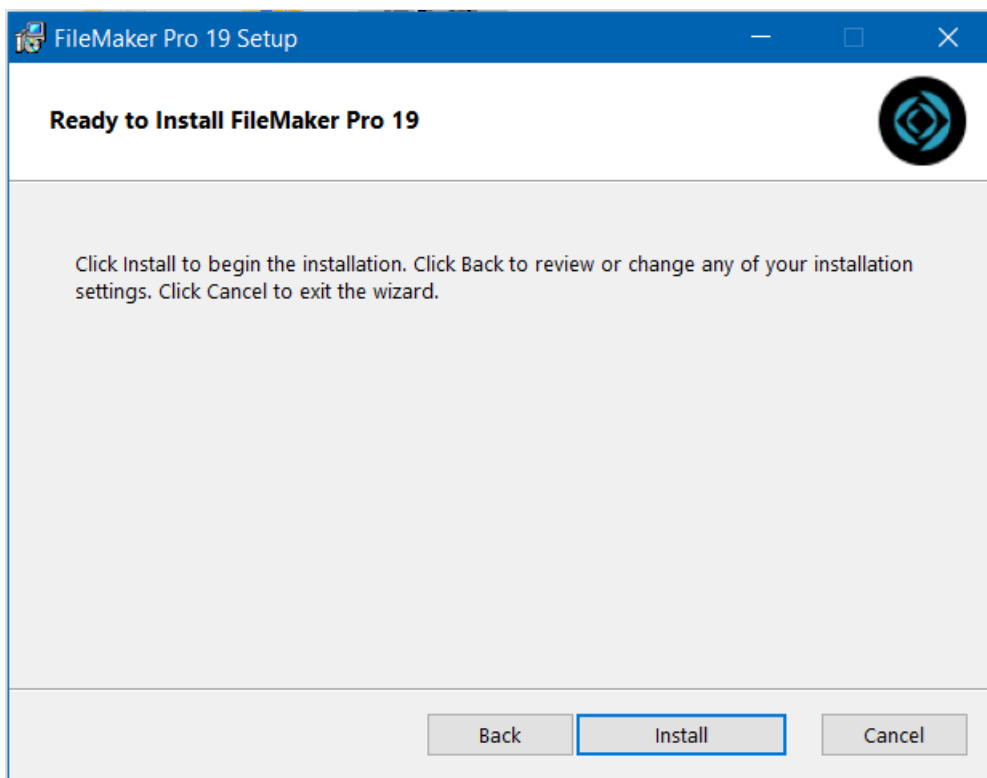 FileMaker Pro 19 Setup
Ready to Install FileMaker Pro 19
Click Install to begin the installation. Click Back to review or change any of your installation
settings. Click Cancel to exit the wizard.
Back Install Cancel